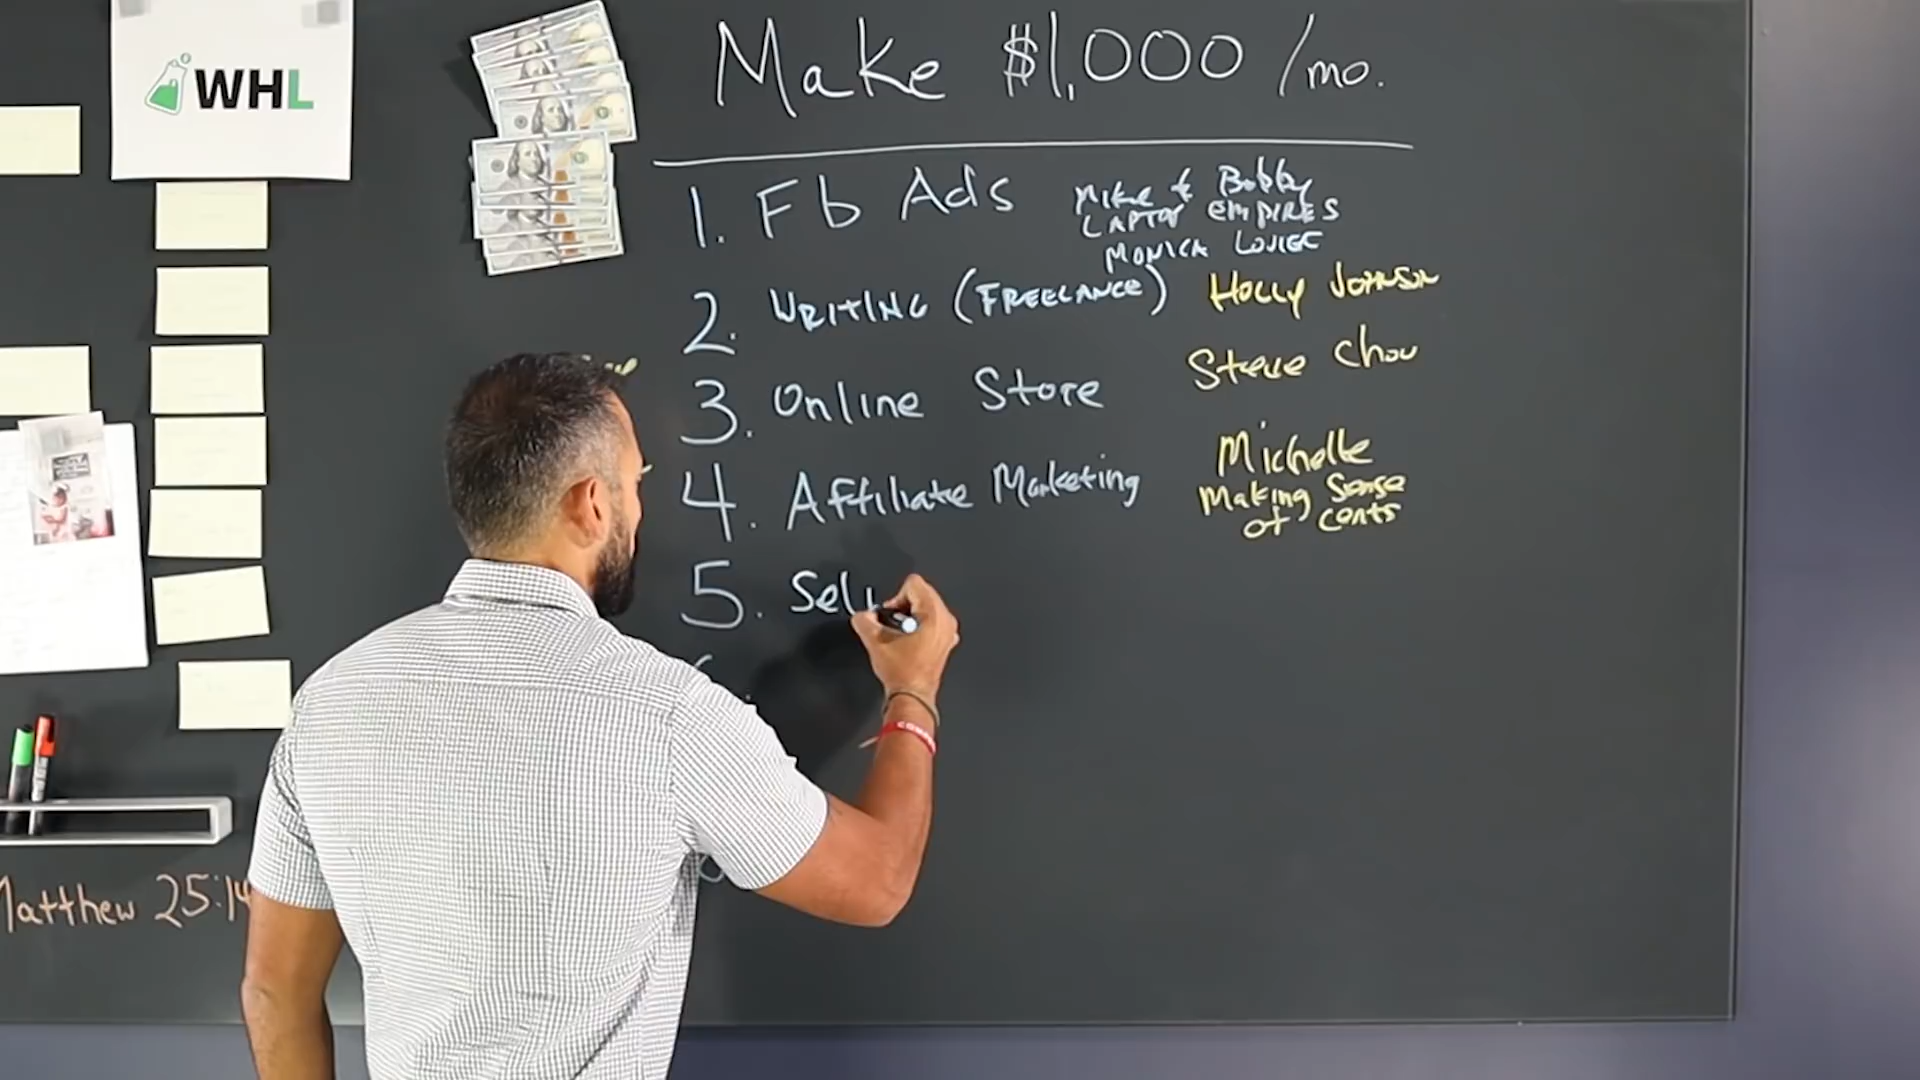 WHL
Make $1,000 /mo.
1. Fb Ads
Mike & Bobby
LAPTOP EMPIRES
MONICA LOUIE
2. WRITING (FREELANCE) HOLLY JOHNSON
3. Online Store Steve Chou
4. Affiliate Marketing Michelle
Making Sense
of Cents
5. Sell
6.
Matthew 25:14